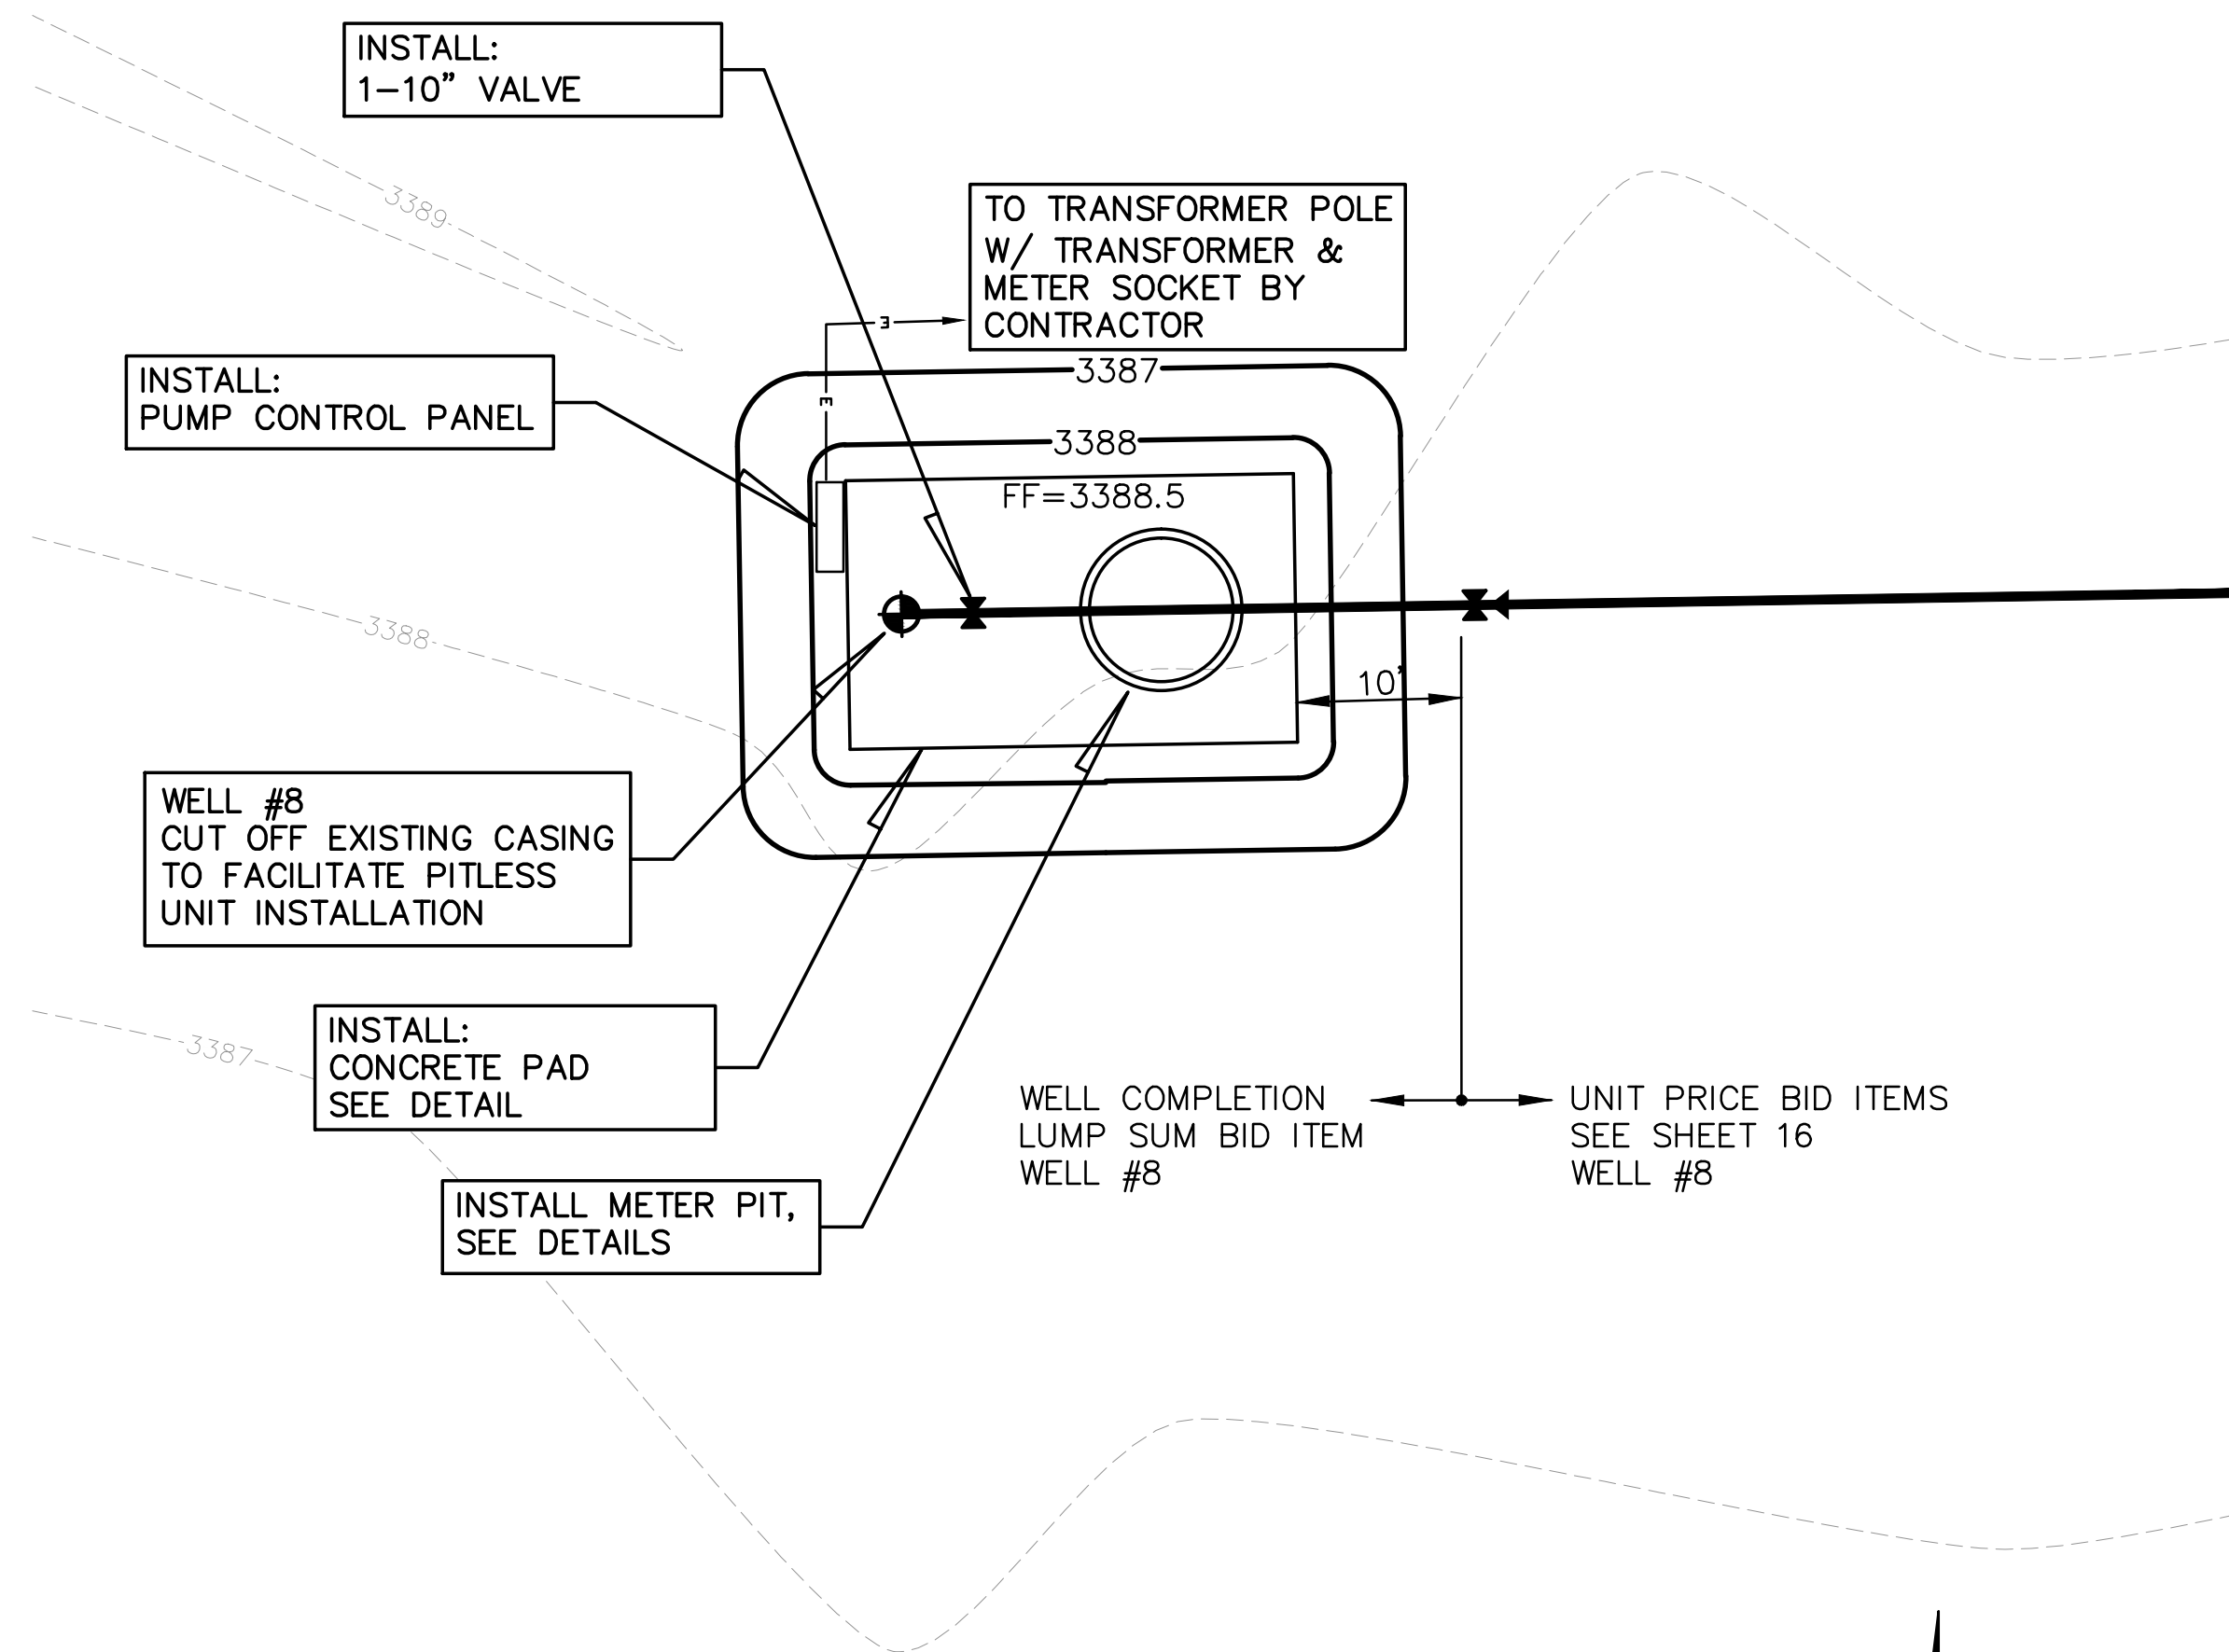 INSTALL:
1-10" VALVE
3389
TO TRANSFORMER POLE
W/ TRANSFORMER &
METER SOCKET BY
CONTRACTOR
E
INSTALL:
PUMP CONTROL PANEL
3387
E
3388
FF=3388.5
3388
10'
WELL #8
CUT OFF EXISTING CASING
TO FACILITATE PITLESS
UNIT INSTALLATION
3387
INSTALL:
CONCRETE PAD
SEE DETAIL
WELL COMPLETION
LUMP SUM BID ITEM
WELL #8
UNIT PRICE BID ITEMS
SEE SHEET 16
WELL #8
INSTALL METER PIT,
SEE DETAILS